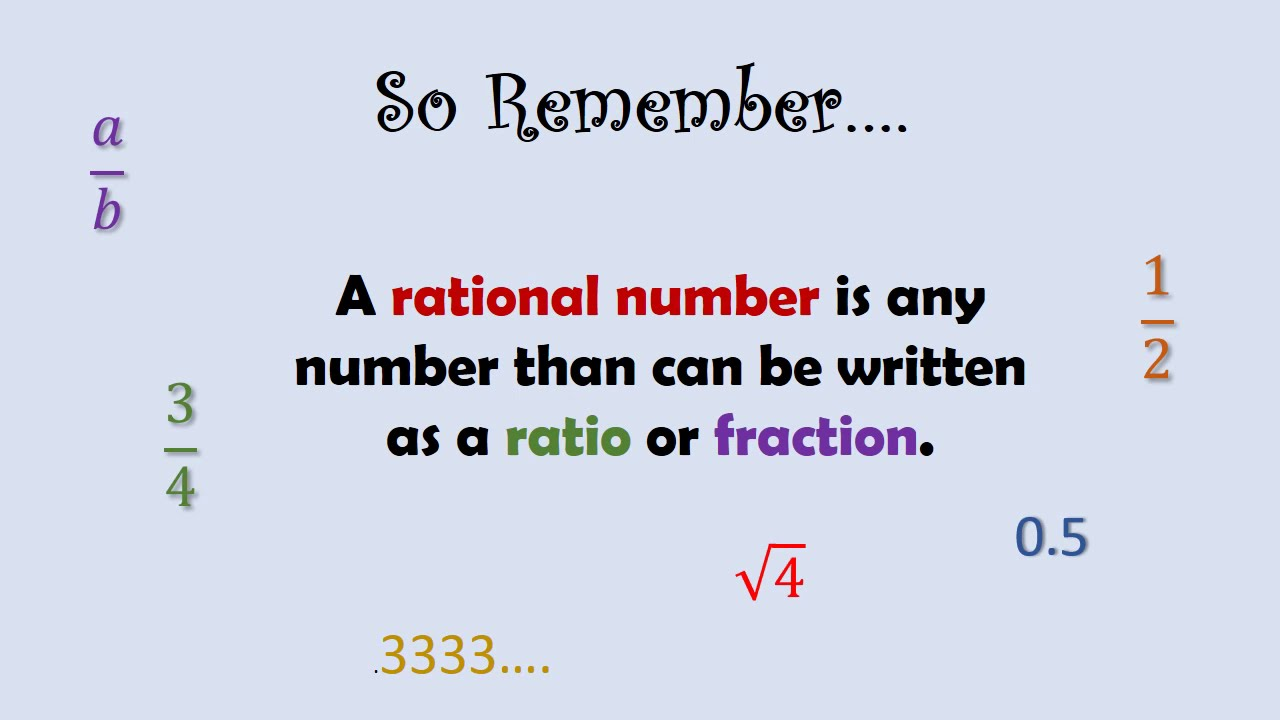 So Remember....
a
b
A rational number is any
number than can be written
as a ratio or fraction.
1
2
3
4
0.5
√4
.3333....